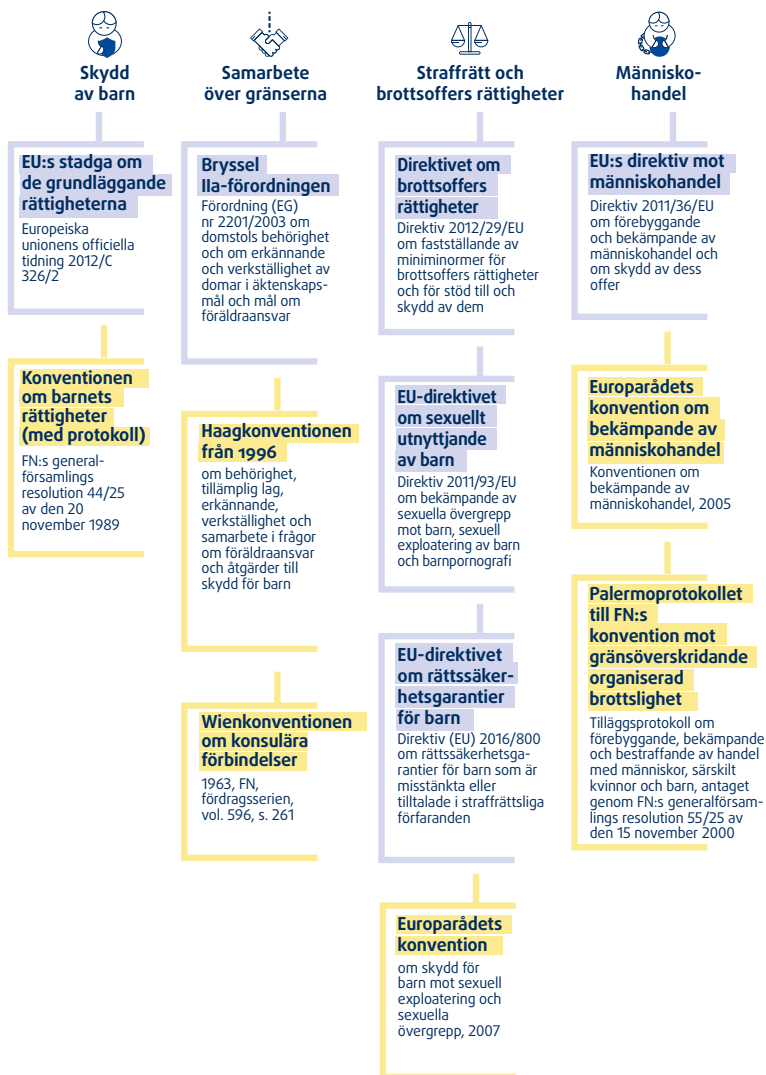 Skydd
av barn
EU:s stadga om
de grundläggande
rättigheterna
Europeiska
unionens officiella
tidning 2012/C
326/2
Konventionen
om barnets
rättigheter
(med protokoll)
FN:s general-
församlings
resolution 44/25
av den 20
november 1989
Samarbete
över gränserna
Bryssel
IIa-förordningen
Förordning (EG)
nr 2201/2003 om
domstols behörighet
och om erkännande
och verkställighet av
domar i äktenskaps-
mål och mål om
föräldraansvar
Haagkonventionen
från 1996
om behörighet,
tillämplig lag,
erkännande,
verkställighet och
samarbete i frågor
om föräldraansvar
och åtgärder till
skydd för barn
Wienkonventionen
om konsulära
förbindelser
1963, FN,
fördragsserien,
vol. 596, s. 261
Straffrätt och
brottsoffers rättigheter
Direktivet om
brottsoffers
rättigheter
Direktiv 2012/29/EU
om fastställande av
miniminormer för
brottsoffers rättigheter
och för stöd till och
skydd av dem
EU-direktivet
om sexuellt
utnyttjande
av barn
Direktiv 2011/93/EU
om bekämpande av
sexuella övergrepp
mot barn, sexuell
exploatering av barn
och barnpornografi
EU-direktivet
om rättssäker-
hetsgarantier
för barn
Direktiv (EU) 2016/800
om rättssäkerhetsga-
rantier för barn som är
misstänkta eller
tilltalade i straffrättsliga
förfaranden
Europarådets
konvention
om skydd för
barn mot sexuell
exploatering och
sexuella
övergrepp, 2007
Människo-
handel
EU:s direktiv mot
människohandel
Direktiv 2011/36/EU
om förebyggande
och bekämpande av
människohandel och
om skydd av dess
offer
Europarådets
konvention om
bekämpande av
människohandel
Konventionen om
bekämpande av
människohandel, 2005
Palermoprotokollet
till FN:s
konvention mot
gränsöverskridande
organiserad
brottslighet
Tilläggsprotokoll om
förebyggande, bekämpande
och bestraffande av handel
med människor, särskilt
kvinnor och barn, antaget
genom FN:s generalförsam-
lings resolution 55/25 av
den 15 november 2000